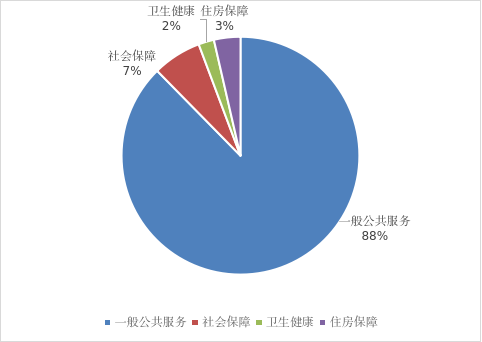 卫生健康
2%
住房保障
3%
社会保障
7%
一般公共服务
88%
一般公共服务
社会保障
卫生健康
住房保障